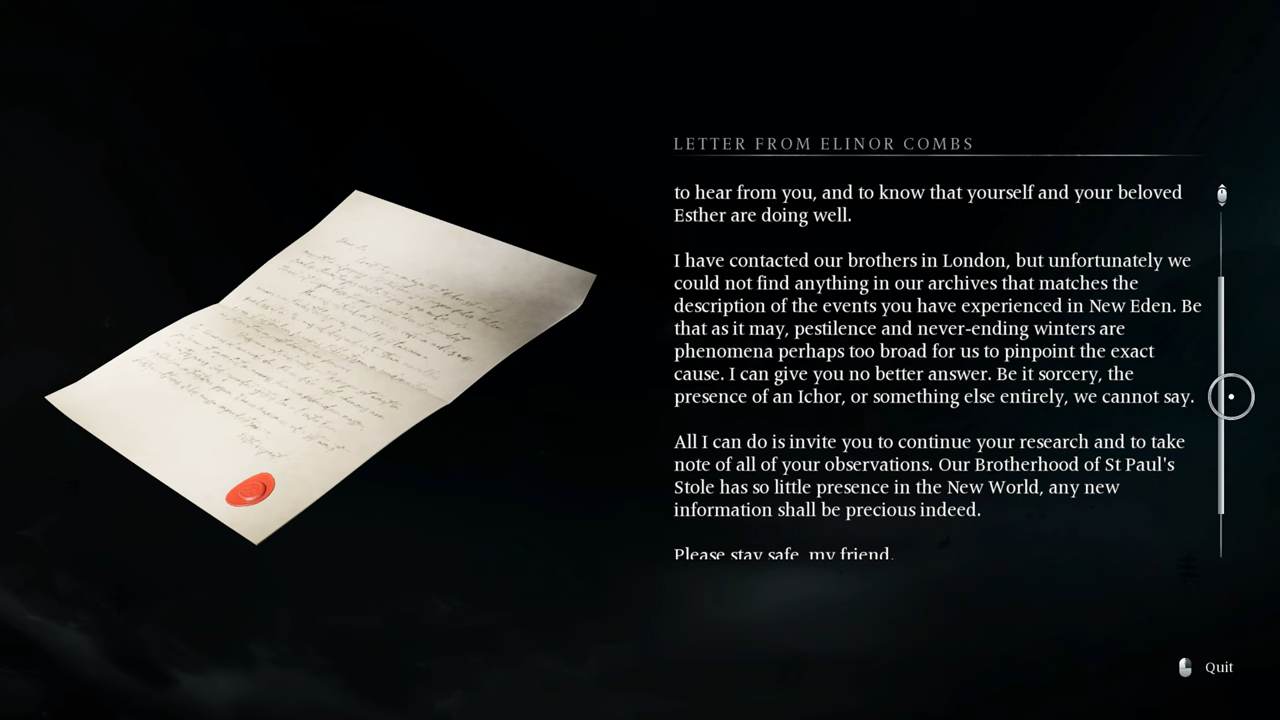 LETTER FROM ELINOR COMBS
to hear from you, and to know that yourself and your beloved
Esther are doing well.
I have contacted our brothers in London, but unfortunately we
could not find anything in our archives that matches the
description of the events you have experienced in New Eden. Be
that as it may, pestilence and never-ending winters are
phenomena perhaps too broad for us to pinpoint the exact
cause. I can give you no better answer. Be it sorcery, the
presence of an Ichor, or something else entirely, we cannot say.
All I can do is invite you to continue your research and to take
note of all of your observations. Our Brotherhood of St Paul's
Stole has so little presence in the New World, any new
information shall be precious indeed.
Please stay safe, my friend.
Quit